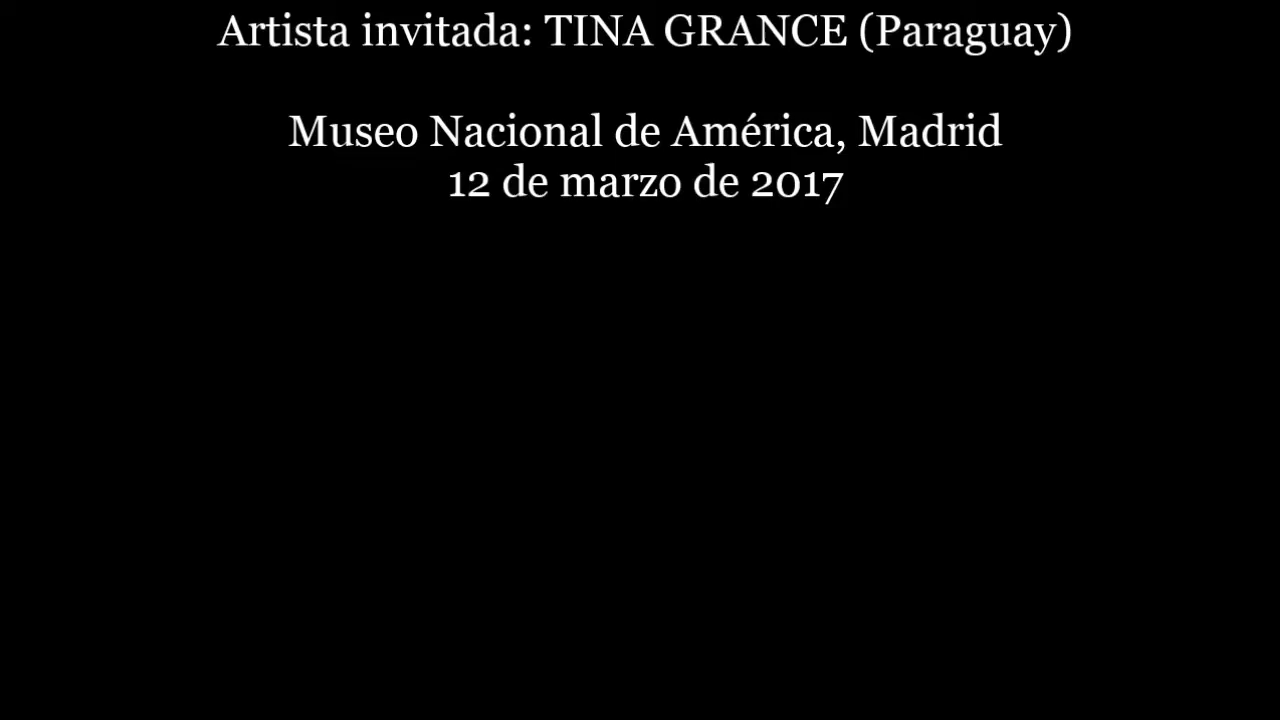 Artista invitada: TINA GRANCE (Paraguay)
Museo Nacional de América, Madrid
12 de marzo de 2017